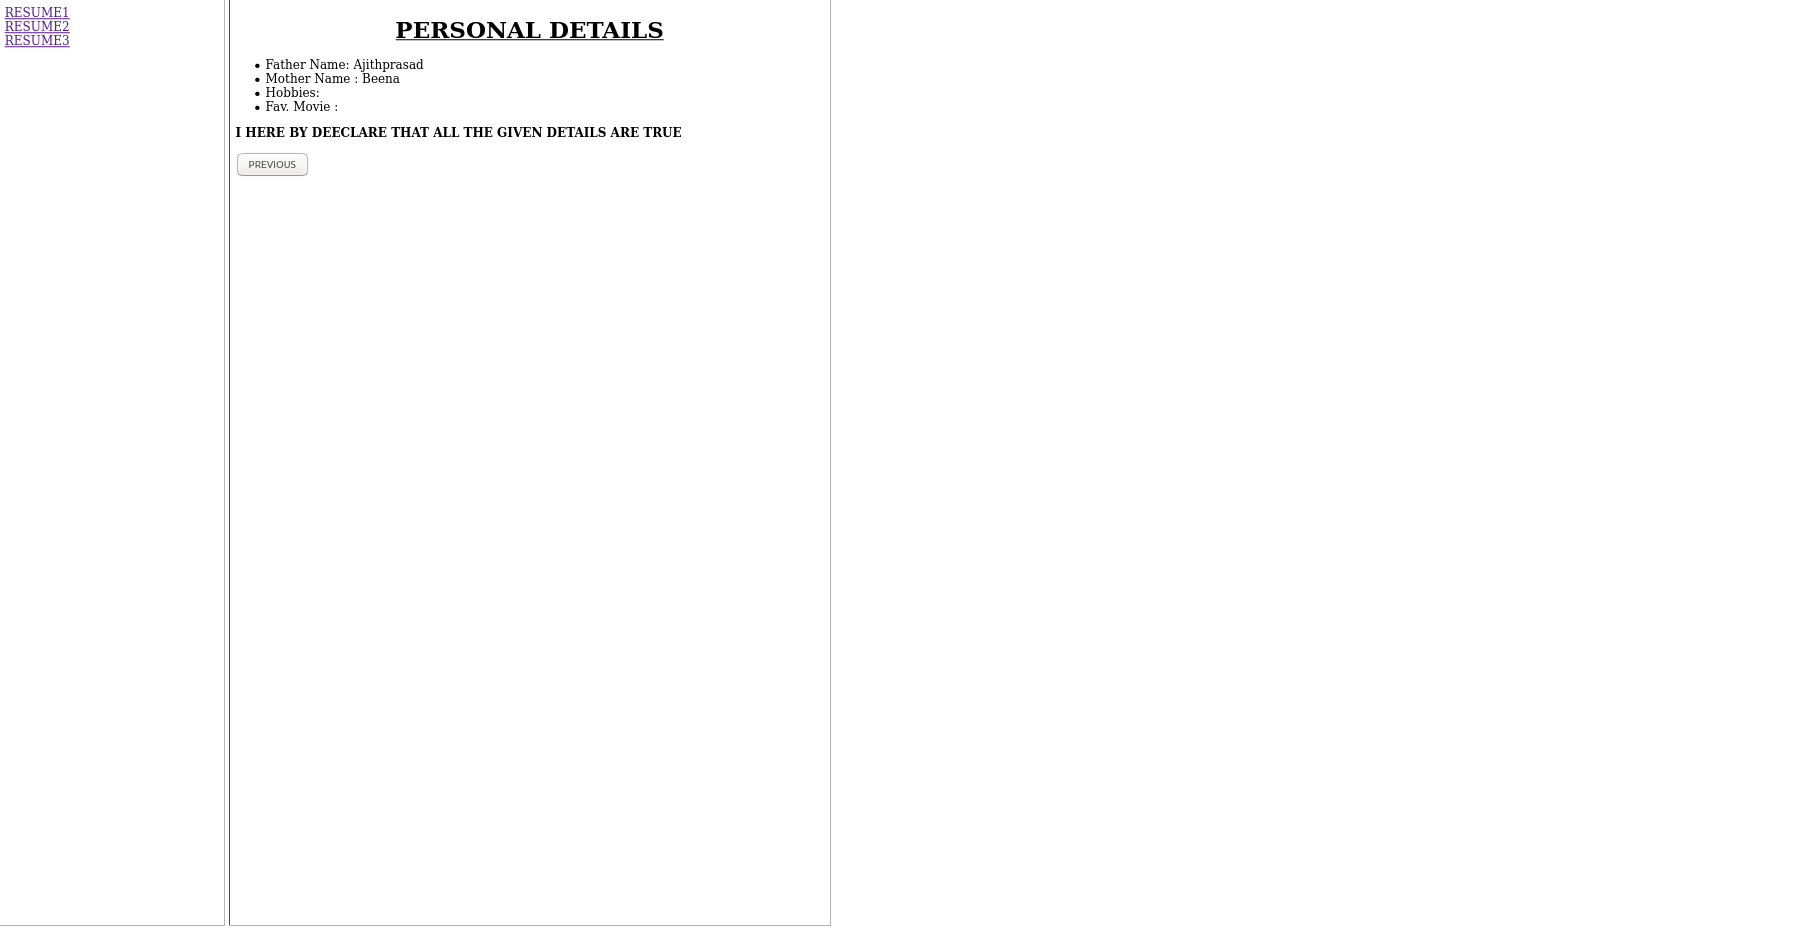 RESUME1
RESUME2
RESUME3
PERSONAL DETAILS
Father Name: Ajithprasad
Mother Name : Beena
Hobbies:
Fav. Movie :
I HERE BY DEECLARE THAT ALL THE GIVEN DETAILS ARE TRUE
PREVIOUS